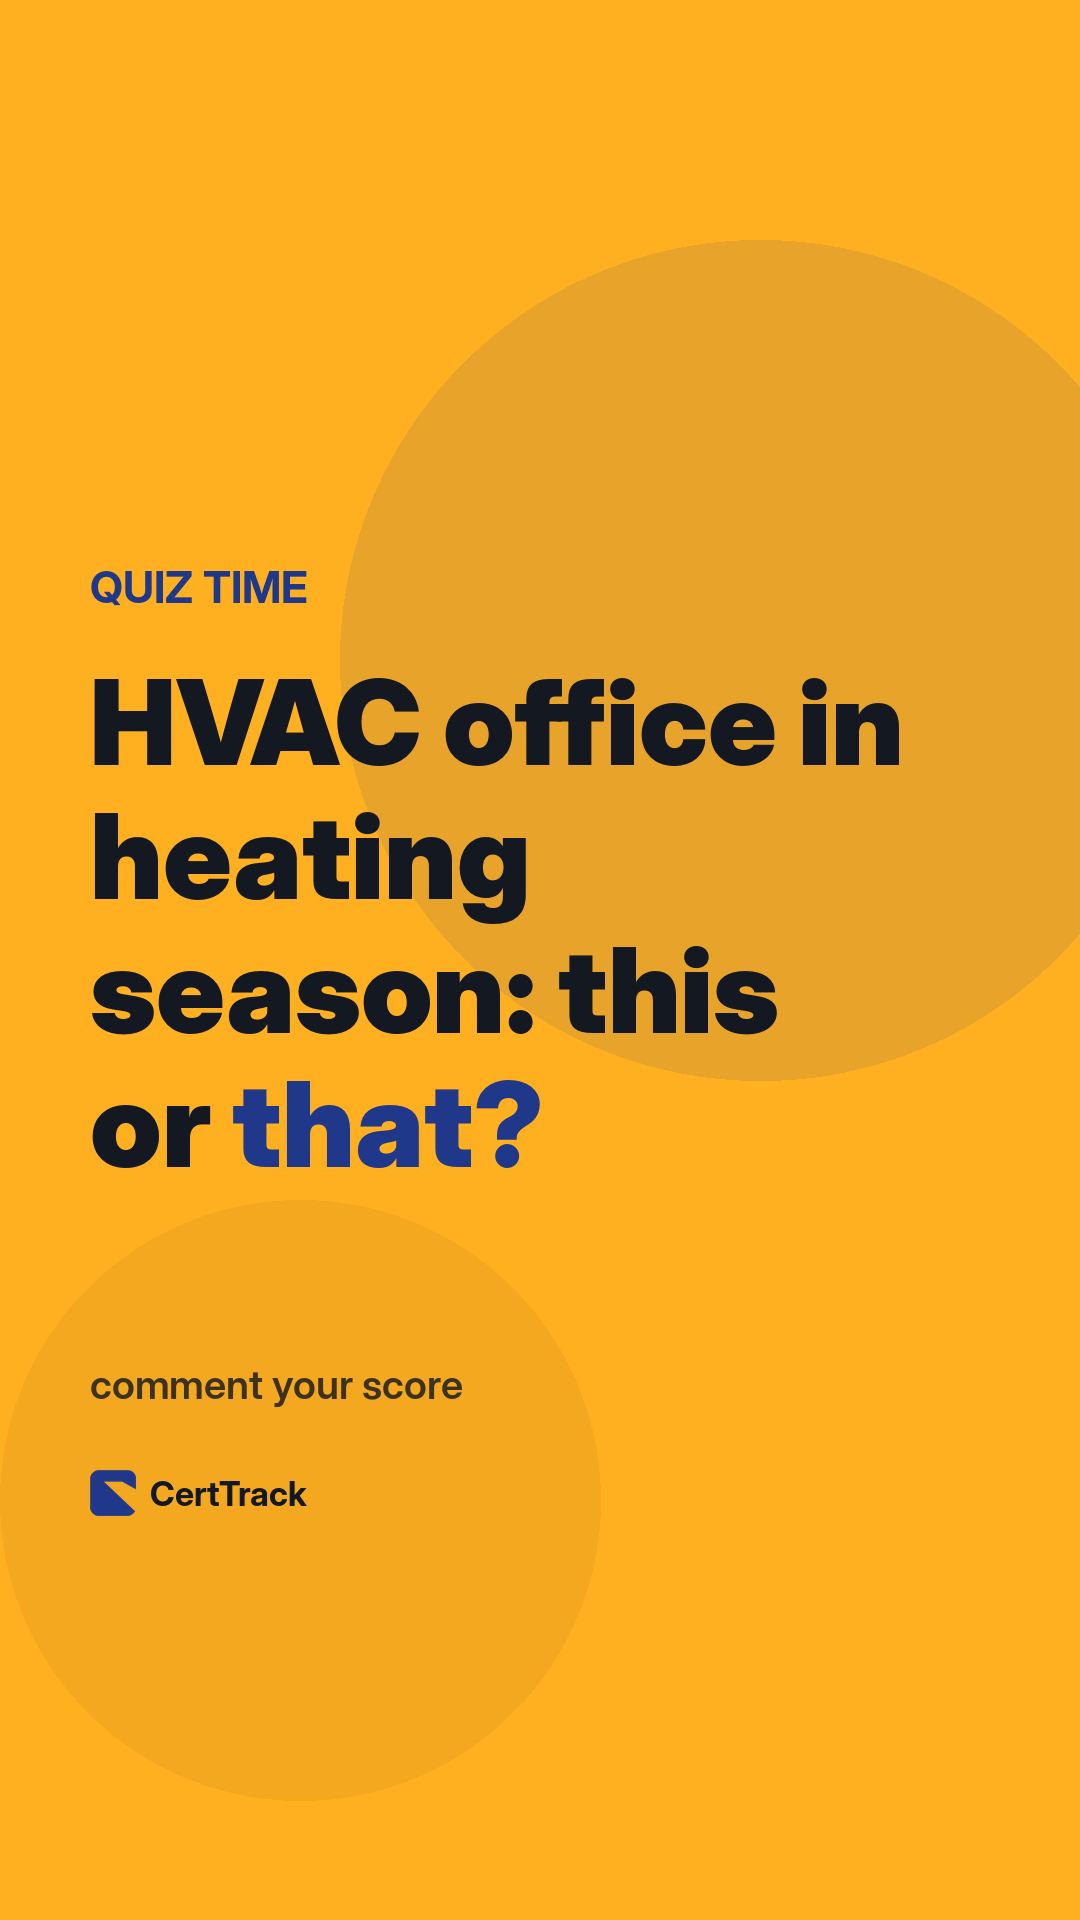 QUIZ TIME
HVAC office in
heating
season: this
or that?
comment your score
CertTrack